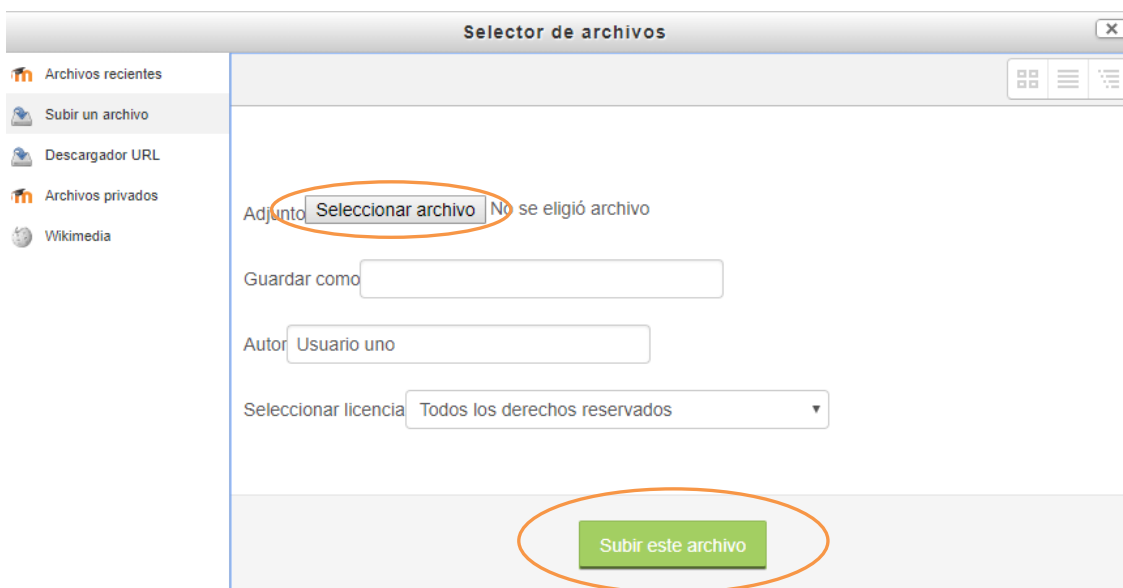 Selector de archivos
Archivos recientes
Subir un archivo
Descargador URL
Archivos privados
Wikimedia
Adjunto Seleccionar archivo No se eligió archivo
Guardar como
Autor Usuario uno
Seleccionar licencia Todos los derechos reservados
Subir este archivo